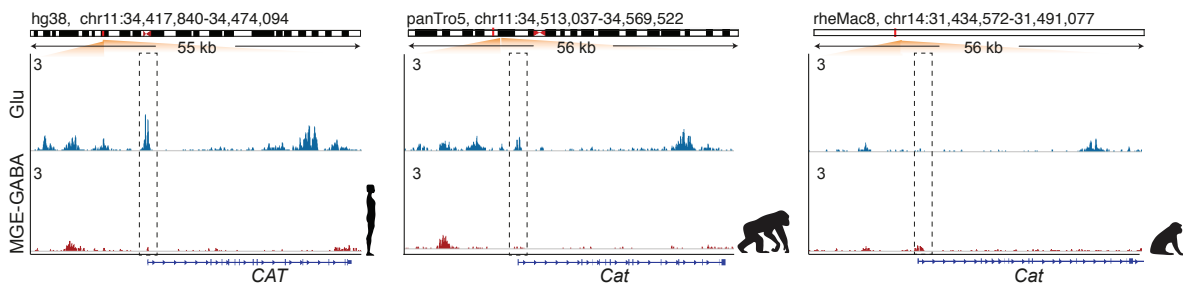 hg38, chr11:34,417,840-34,474,094
55 kb
3
Glu
3
MGE-GABA
CAT
panTro5, chr11:34,513,037-34,569,522
56 kb
3
3
Cat
rheMac8, chr14:31,434,572-31,491,077
56 kb
3
3
Cat